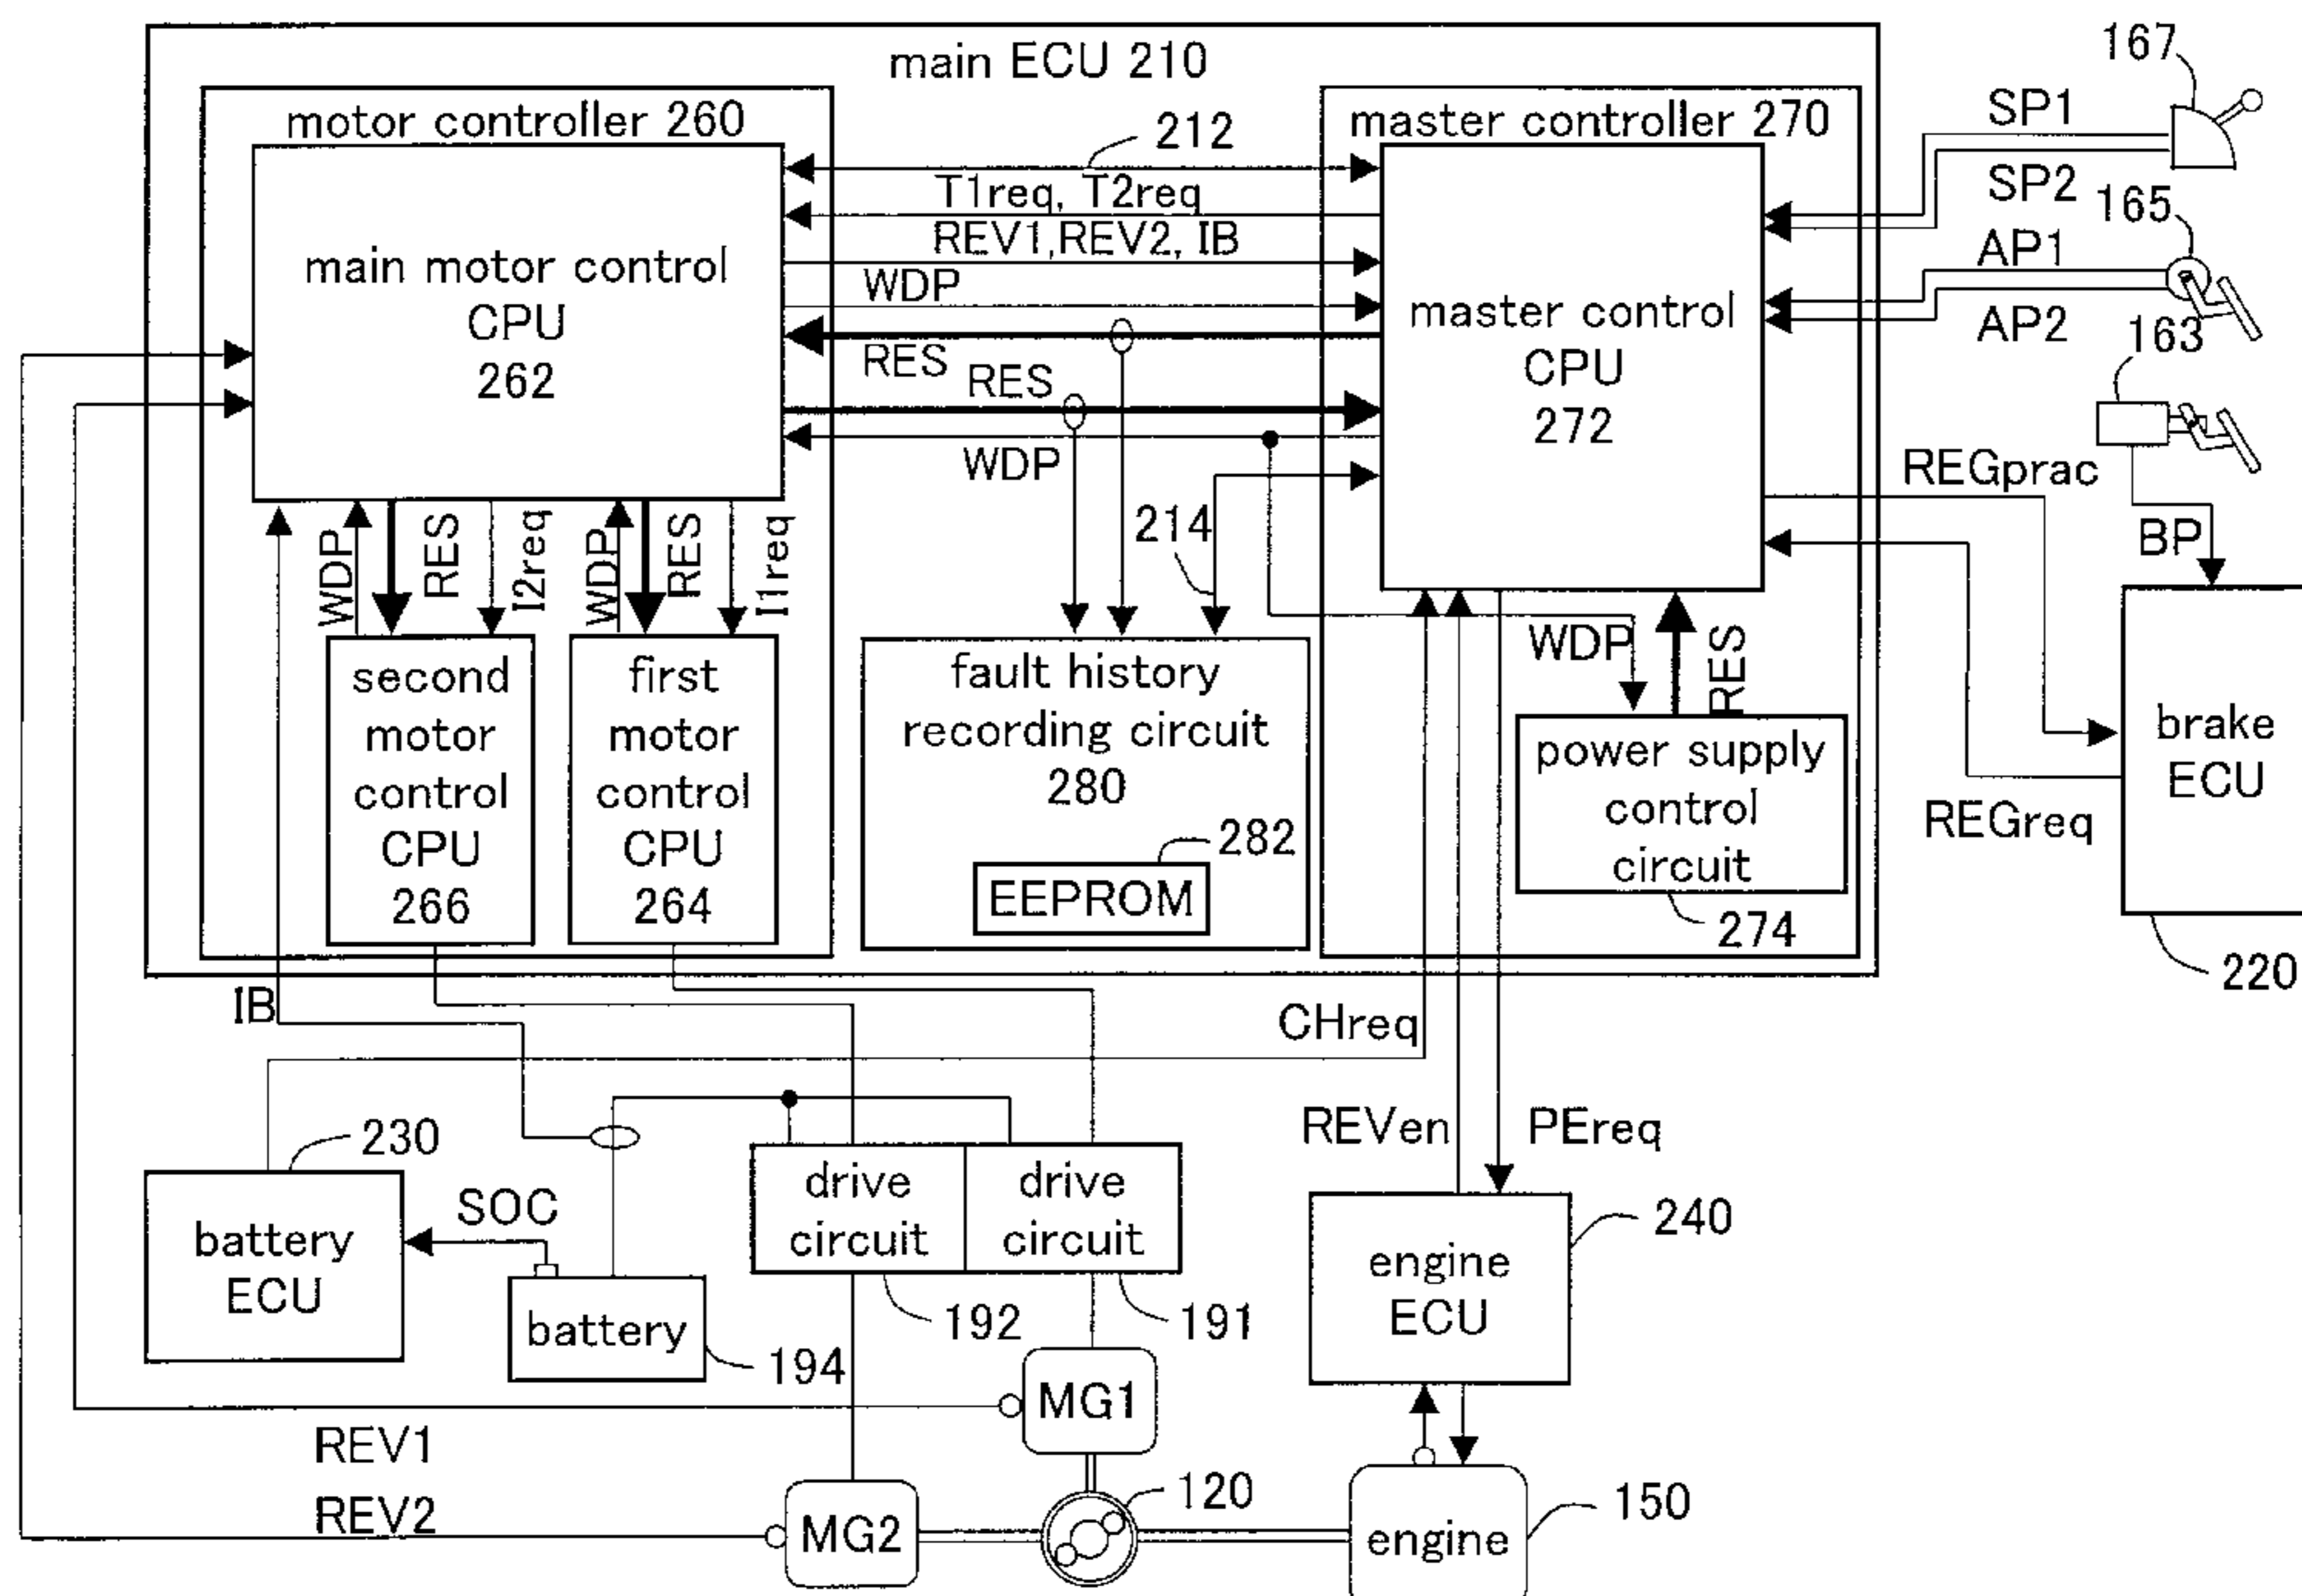 main ECU 210
motor controller 260
main motor control
CPU
262
212
T1req, T2req
REV1,REV2, IB
WDP
RES
RES
WDP
214
master controller 270
master control
CPU
272
SP1
SP2
167
AP1
AP2
165
163
REGprac
BP
REGreq
brake
ECU
220
WDP
RES
I2req
WDP
RES
I1req
second
motor
control
CPU
266
first
motor
control
CPU
264
fault history
recording circuit
280
282
EEPROM
WDP
RES
power supply
control
circuit
274
IB
CHreq
REVen
PEreq
230
battery
ECU
SOC
battery
194
drive
circuit
192
drive
circuit
191
240
engine
ECU
MG1
REV1
REV2
MG2
120
engine
150